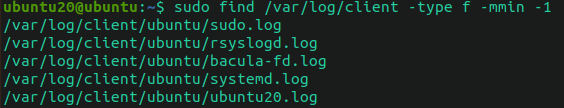 ubuntu20@ubuntu:~$ sudo find /var/log/client -type f -mmin -1
/var/log/client/ubuntu/sudo.log
/var/log/client/ubuntu/rsyslogd.log
/var/log/client/ubuntu/bacula-fd.log
/var/log/client/ubuntu/systemd.log
/var/log/client/ubuntu/ubuntu20.log